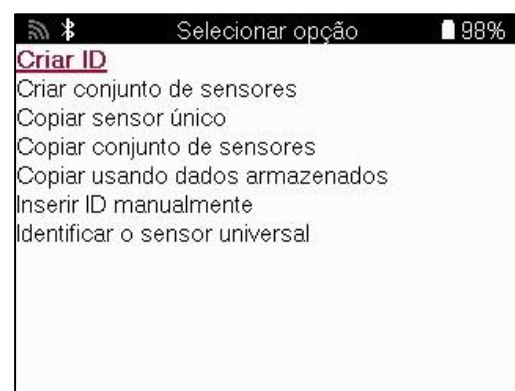 Selecionar opção 98%
Criar ID
Criar conjunto de sensores
Copiar sensor único
Copiar conjunto de sensores
Copiar usando dados armazenados
Inserir ID manualmente
Identificar o sensor universal